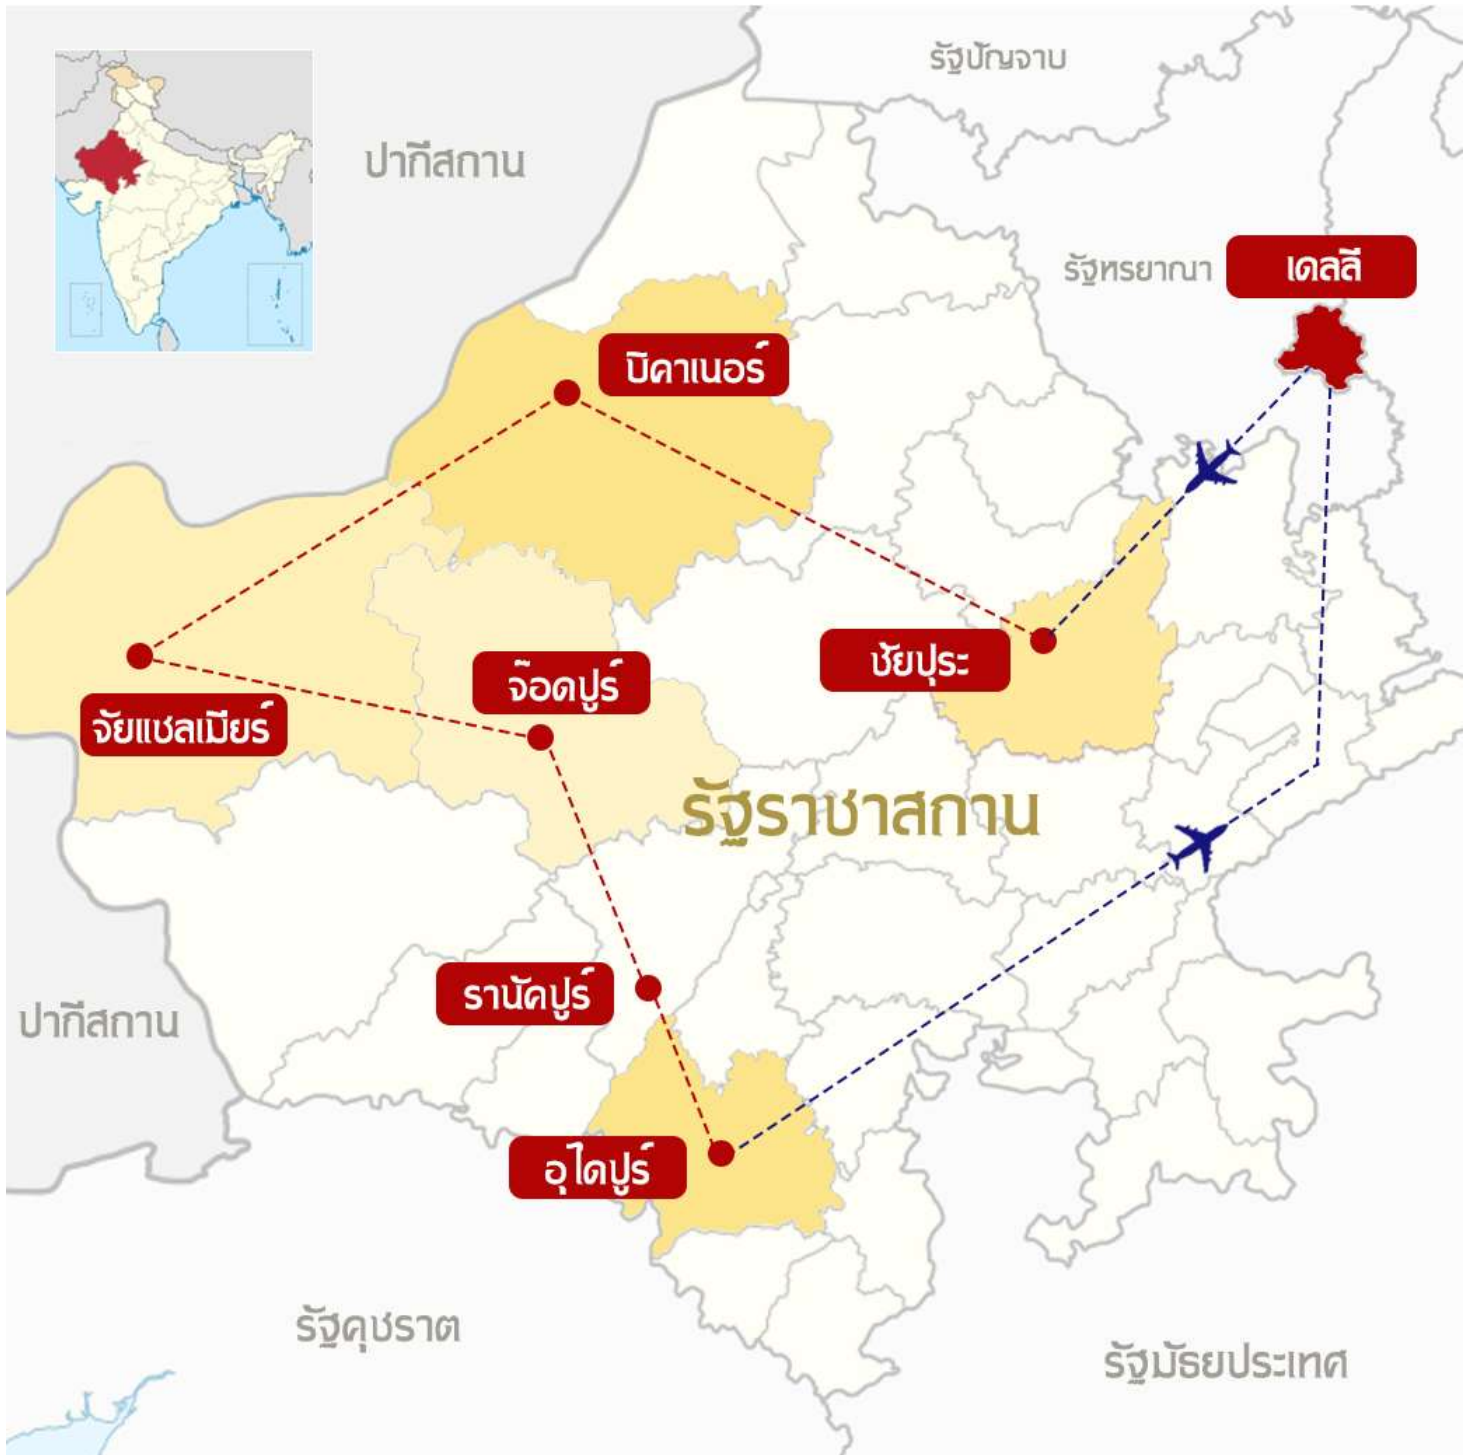 รัฐปัญจาบ
ปากีสถาน
รัฐหรยาณา
เดลลี
บิคาเนอร์
ชัยปุระ
จ๊อดปูร์
จัยแซลเมียร์
รัฐราชาสถาน
รานัคปูร์
ปากีสถาน
อุไดปูร์
รัฐคุชราต
รัฐมัธยประเทศ